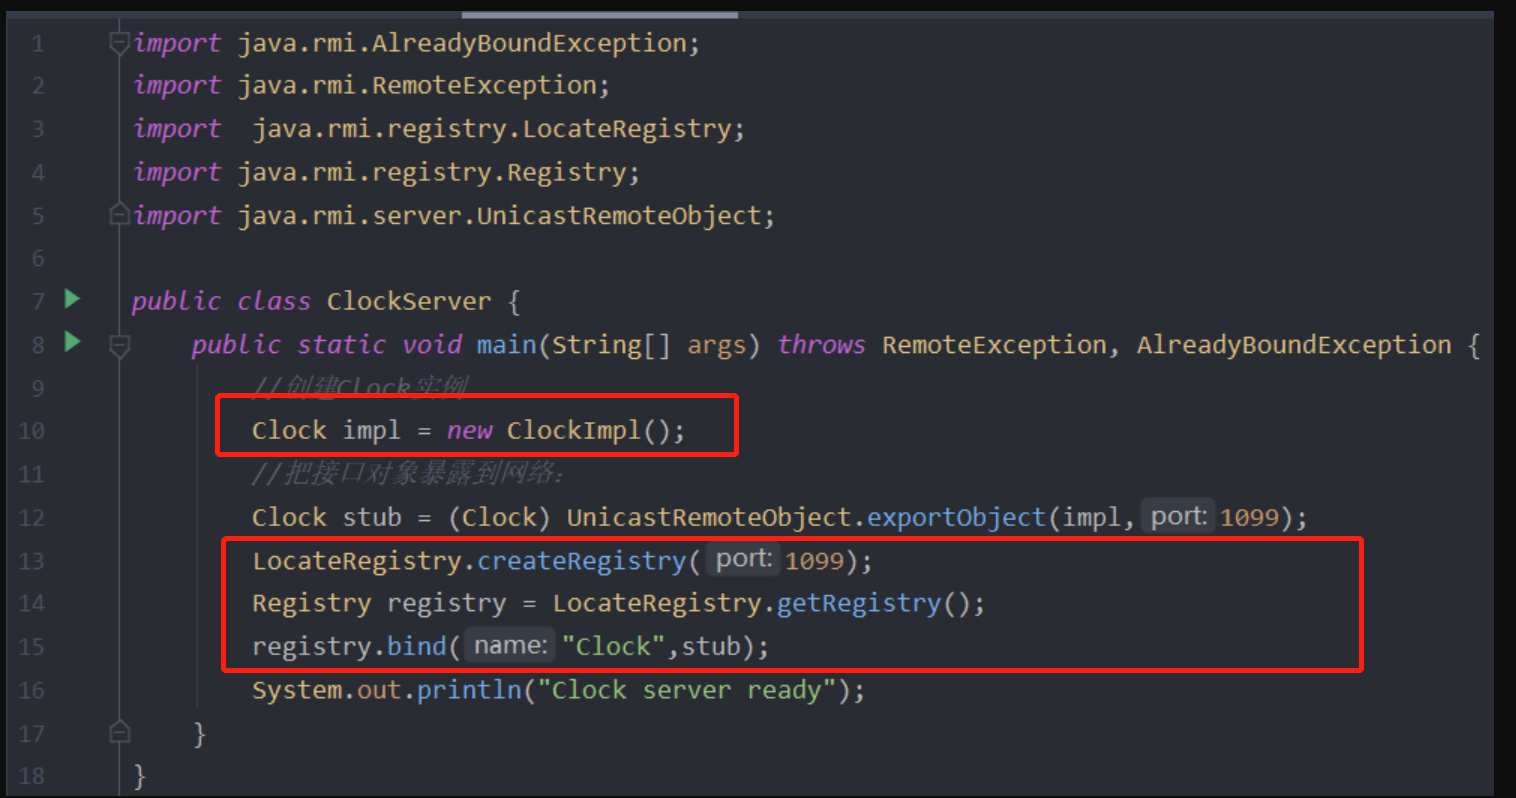 1 import java.rmi.AlreadyBoundException;
2 import java.rmi.RemoteException;
3 import  java.rmi.registry.LocateRegistry;
4 import java.rmi.registry.Registry;
5 import java.rmi.server.UnicastRemoteObject;
6
7 public class ClockServer {
8     public static void main(String[] args) throws RemoteException, AlreadyBoundException {
9         //创建Clock实例
10         Clock impl = new ClockImpl();
11         //把接口对象暴露到网络：
12         Clock stub = (Clock) UnicastRemoteObject.exportObject(impl, port: 1099);
13         LocateRegistry.createRegistry( port: 1099);
14         Registry registry = LocateRegistry.getRegistry();
15         registry.bind( name: "Clock",stub);
16         System.out.println("Clock server ready");
17     }
18 }